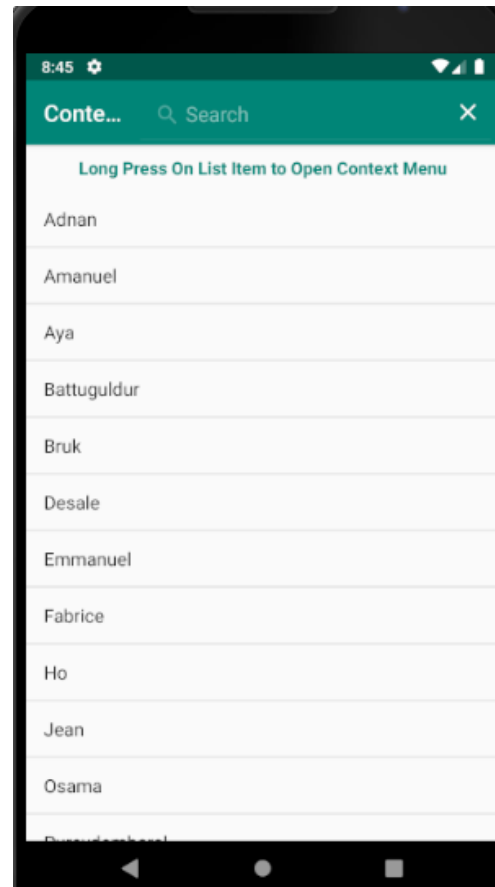 8:45
Conte... Search
Long Press On List Item to Open Context Menu
Adnan
Amanuel
Aya
Battuguldur
Bruk
Desale
Emmanuel
Fabrice
Ho
Jean
Osama